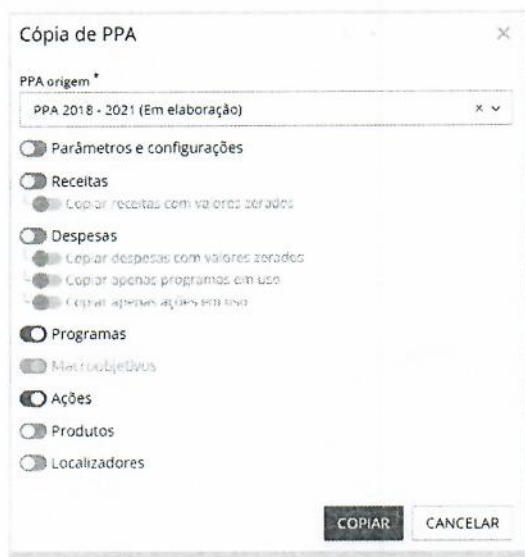 Cópia de PPA
PPA origem *
PPA 2018 - 2021 (Em elaboração)
Parâmetros e configurações
Receitas
Copiar receitas com valores zerados
Despesas
Copiar despesas com valores zerados
Copiar apenas programas em uso
Copiar apenas ações em uso
Programas
Macroobjetivos
Ações
Produtos
Localizadores
COPIAR CANCELAR